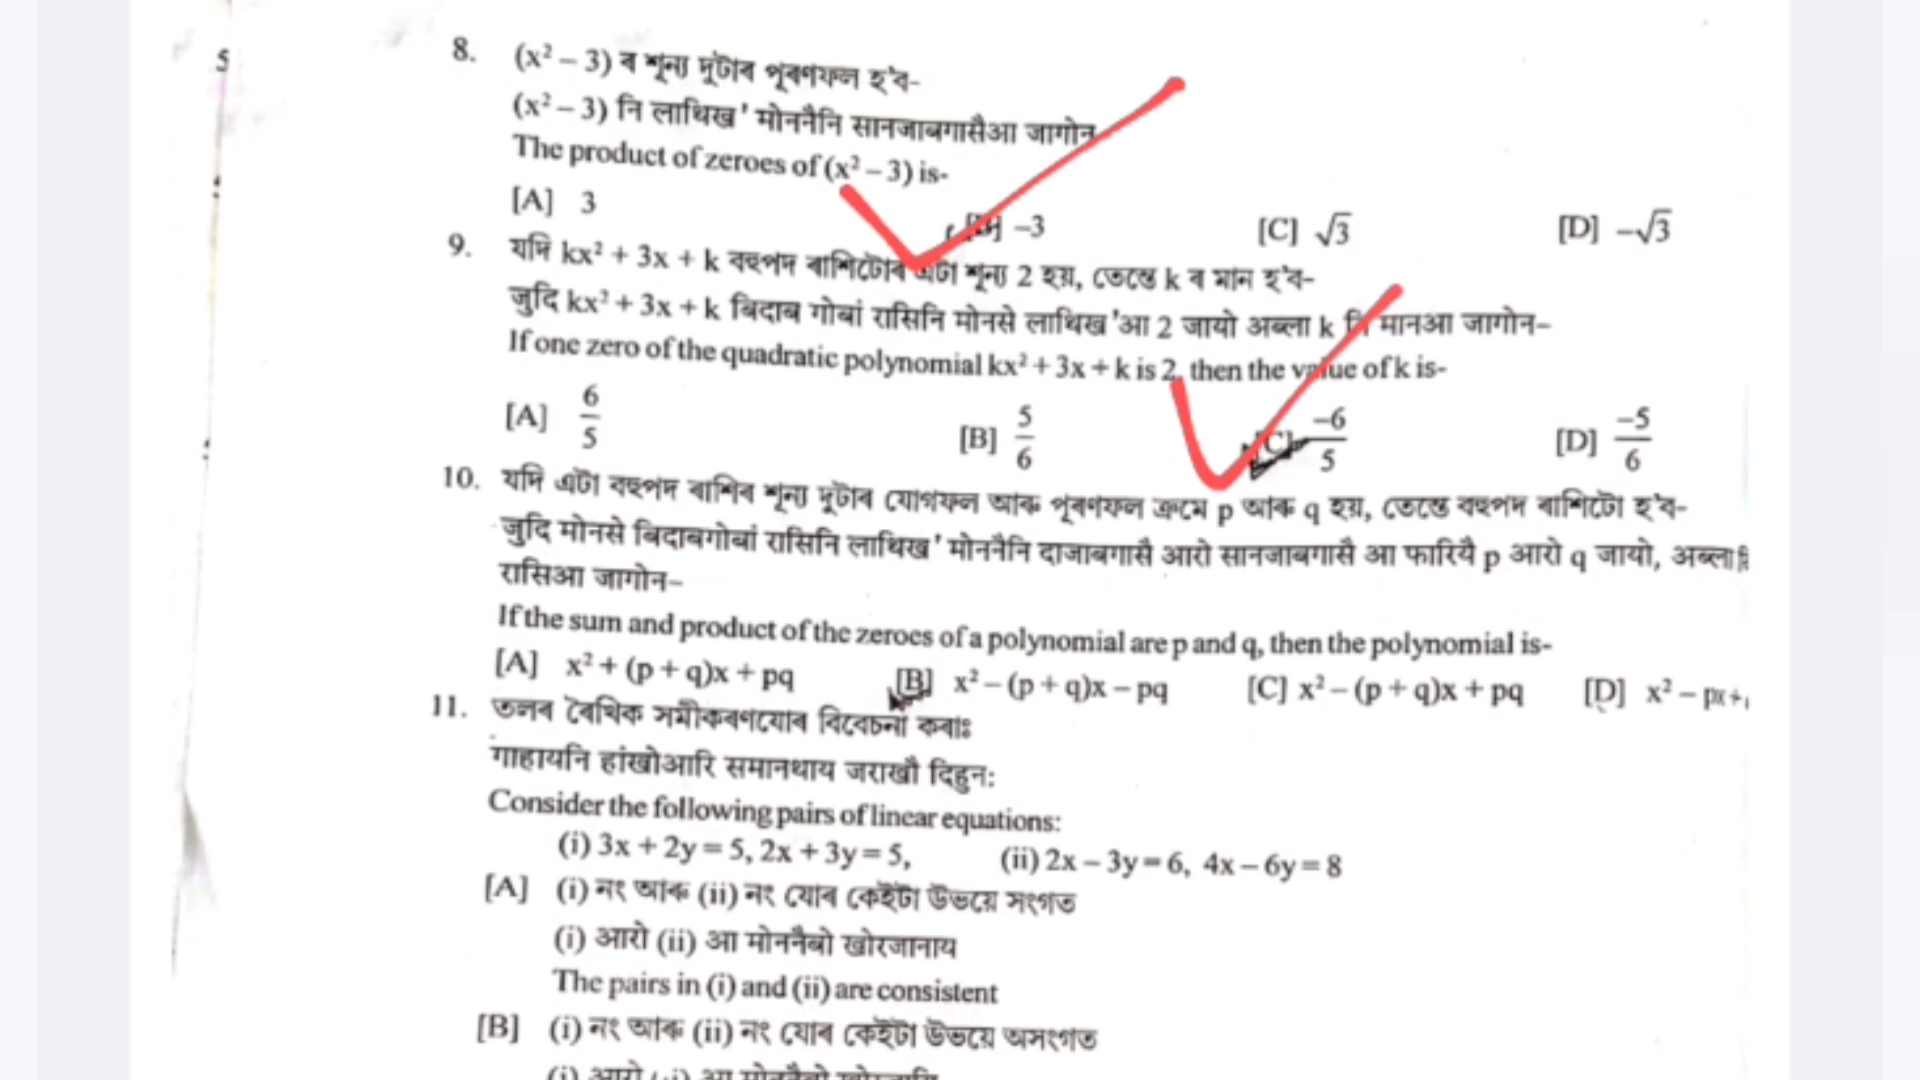 5
8. (x² – 3) ৰ শূন্য দুটাৰ পূৰণফল হ'ব-
(x² – 3) नि लाथिख' मोननैनि सानजाबगासैआ जागोन
The product of zeroes of (x² – 3) is-
[A] 3 [B] –3 [C] √3 [D] –√3
9. যদি kx² + 3x + k বহুপদ ৰাশিটোৰ এটা শূন্য 2 হয়, তেন্তে k ৰ মান হ'ব-
जुदि kx² + 3x + k बिदाब गोबां रासिनि मोनसे लाथिख'आ 2 जायो अब्ला k नि मानआ जागोन–
If one zero of the quadratic polynomial kx² + 3x + k is 2, then the value of k is-
[A] 6/5 [B] 5/6 [C] –6/5 [D] –5/6
10. যদি এটা বহুপদ ৰাশিৰ শূন্য দুটাৰ যোগফল আৰু পূৰণফল ক্ৰমে p আৰু q হয়, তেন্তে বহুপদ ৰাশিটো হ'ব-
जुदि मोनसे बिदाबगोबां रासिनि लाथिख' मोननैनि दाजाबगासै आरो सानजाबगासै आ फारियै p आरो q जायो, अब्ला
रासिआ जागोन–
If the sum and product of the zeroes of a polynomial are p and q, then the polynomial is-
[A] x² + (p + q)x + pq [B] x² – (p + q)x – pq [C] x² – (p + q)x + pq [D] x² – px +
11. তলৰ ৰৈখিক সমীকৰণযোৰ বিবেচনা কৰাঃ
गाहायनि हांखोआरि समानथाय जराखौ दिहुन:
Consider the following pairs of linear equations:
(i) 3x + 2y = 5, 2x + 3y = 5, (ii) 2x – 3y = 6, 4x – 6y = 8
[A] (i) নং আৰু (ii) নং যোৰ কেইটা উভয়ে সংগত
(i) आरो (ii) आ मोननैबो खोरजानाय
The pairs in (i) and (ii) are consistent
[B] (i) নং আৰু (ii) নং যোৰ কেইটা উভয়ে অসংগত